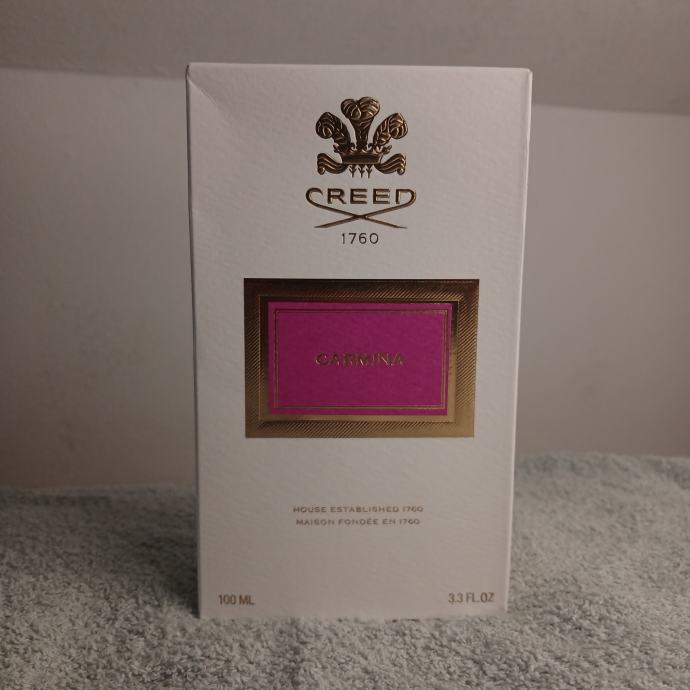 CREED
1760
CARMINA
HOUSE ESTABLISHED 1760
MAISON FONDÉE EN 1760
100 ML 3.3 FL.OZ